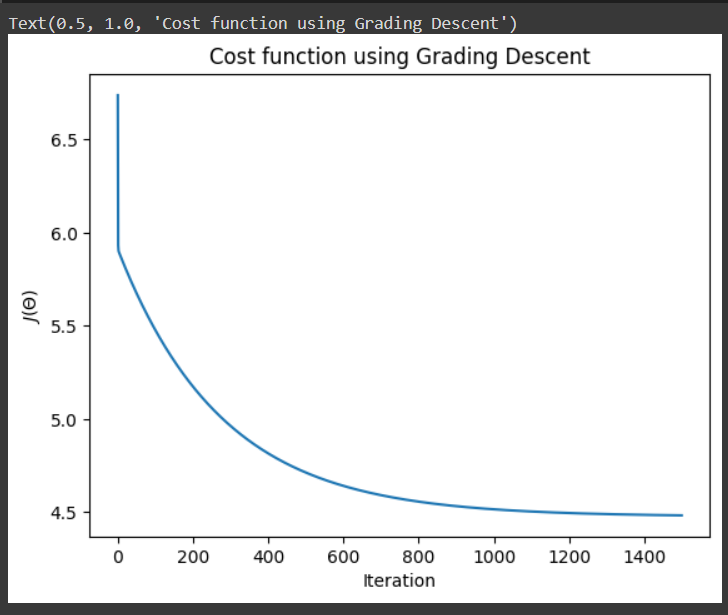 Text(0.5, 1.0, 'Cost function using Grading Descent')
Cost function using Grading Descent
6.5
6.0
5.5
5.0
4.5
J(Θ)
0 200 400 600 800 1000 1200 1400
Iteration